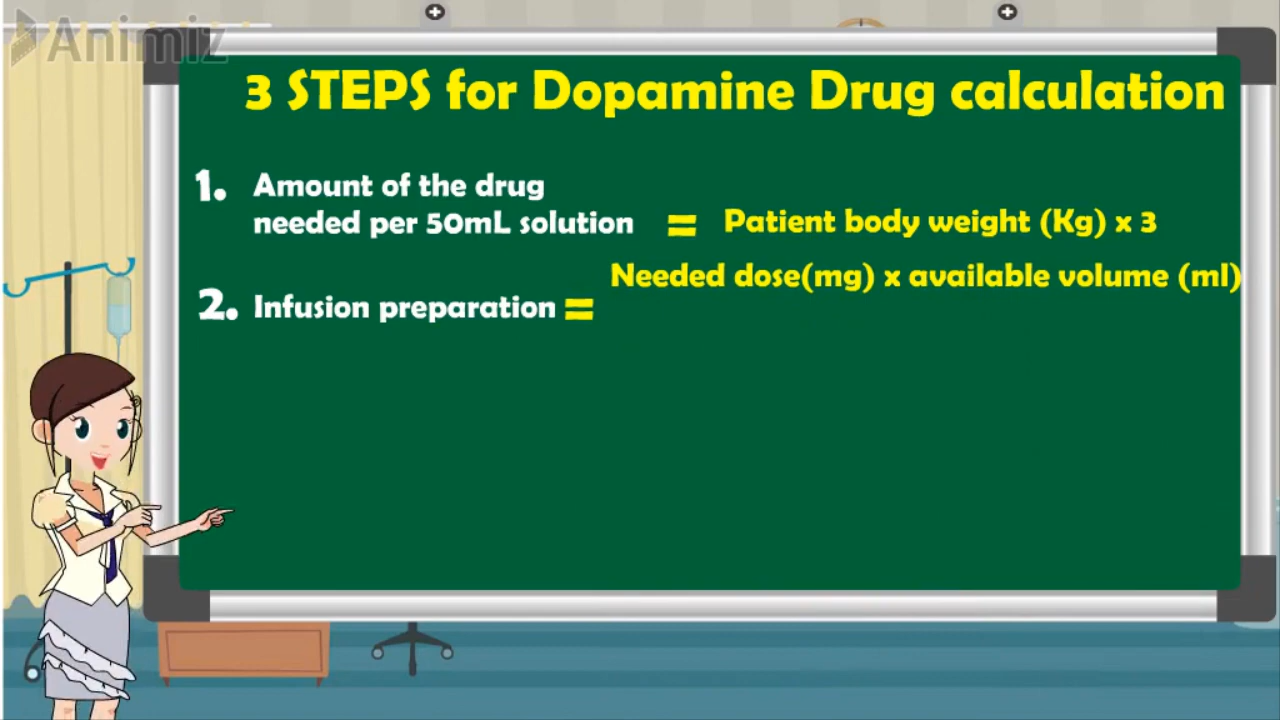 Animiz
3 STEPS for Dopamine Drug calculation
1. Amount of the drug
needed per 50mL solution = Patient body weight (Kg) x 3
Needed dose(mg) x available volume (ml)
2. Infusion preparation =